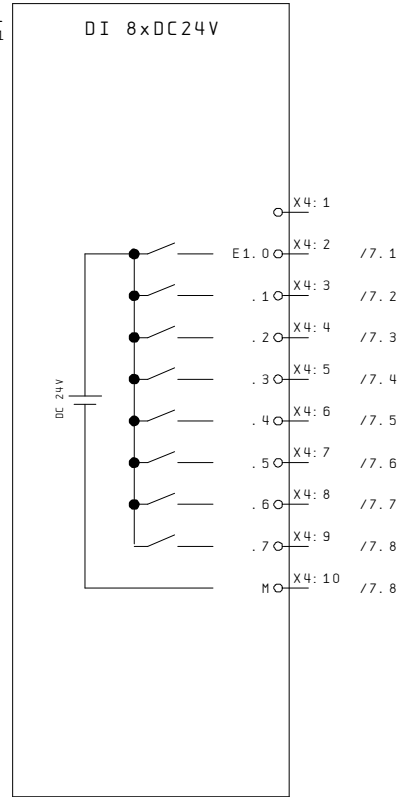 DI 8xDC24V
X4:1
E1.0 X4:2 /7.1
.1 X4:3 /7.2
.2 X4:4 /7.3
.3 X4:5 /7.4
DC 24V
.4 X4:6 /7.5
.5 X4:7 /7.6
.6 X4:8 /7.7
.7 X4:9 /7.8
M X4:10 /7.8